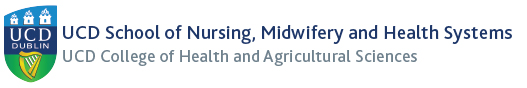 UCD
DUBLIN
UCD School of Nursing, Midwifery and Health Systems
UCD College of Health and Agricultural Sciences